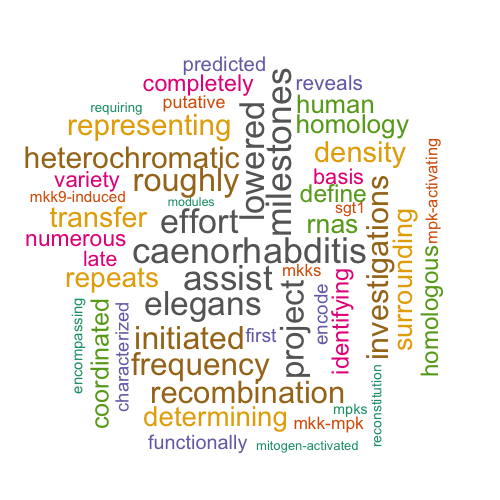 predicted
completely
reveals
requiring
putative
human
representing
lowered
milestones
homology
heterochromatic
density
mpk-activating
variety
roughly
basis
mkk9-induced
modules
define
sgt1
transfer
effort
rnas
investigations
surrounding
homologous
numerous
caenorhabditis
late
assist
mkks
repeats
identifying
elegans
project
encode
encompassing
coordinated
characterized
initiated
first
frequency
reconstitution
recombination
mpks
determining
mkk-mpk
functionally
mitogen-activated